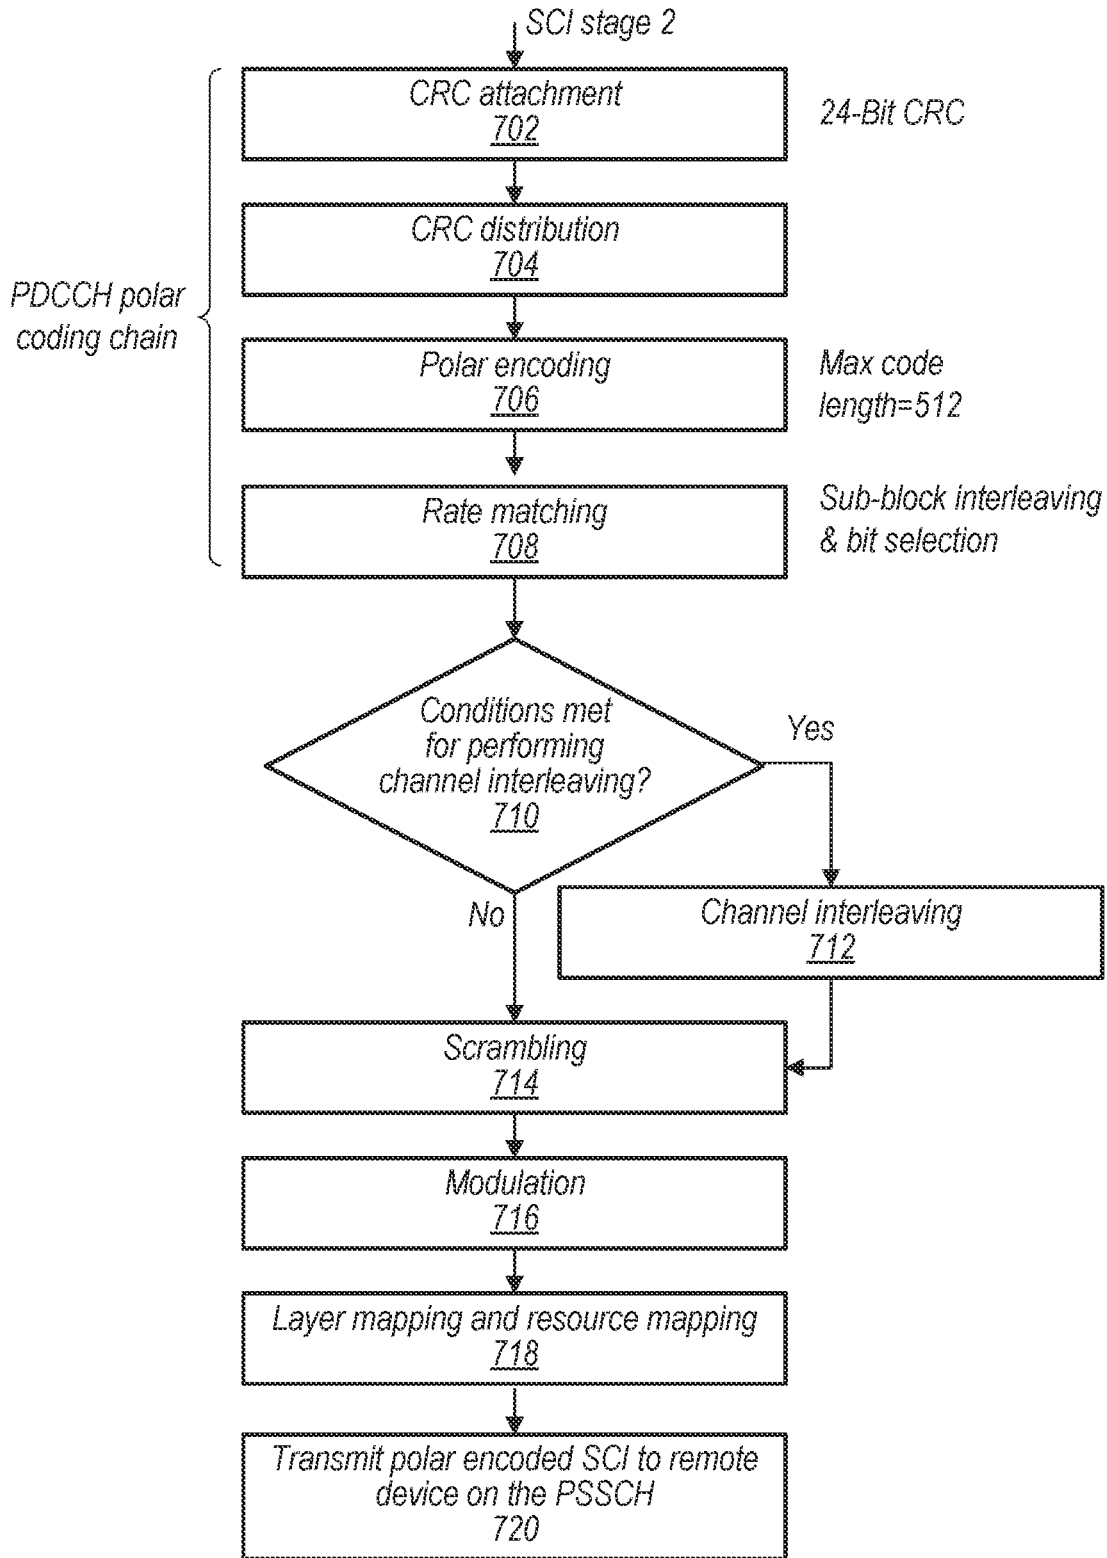 SCI stage 2
CRC attachment
702
24-Bit CRC
CRC distribution
704
PDCCH polar
coding chain
Polar encoding
706
Max code
length=512
Rate matching
708
Sub-block interleaving
& bit selection
Conditions met
for performing
channel interleaving?
710
Yes
No
Channel interleaving
712
Scrambling
714
Modulation
716
Layer mapping and resource mapping
718
Transmit polar encoded SCI to remote
device on the PSSCH
720